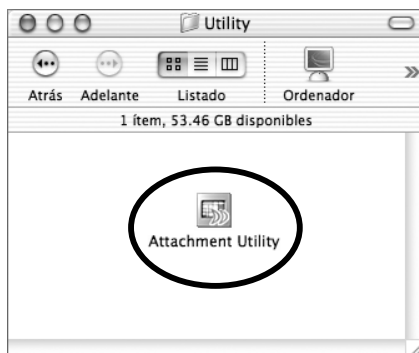 Utility
Atrás Adelante Listado Ordenador
1 ítem, 53.46 GB disponibles
Attachment Utility